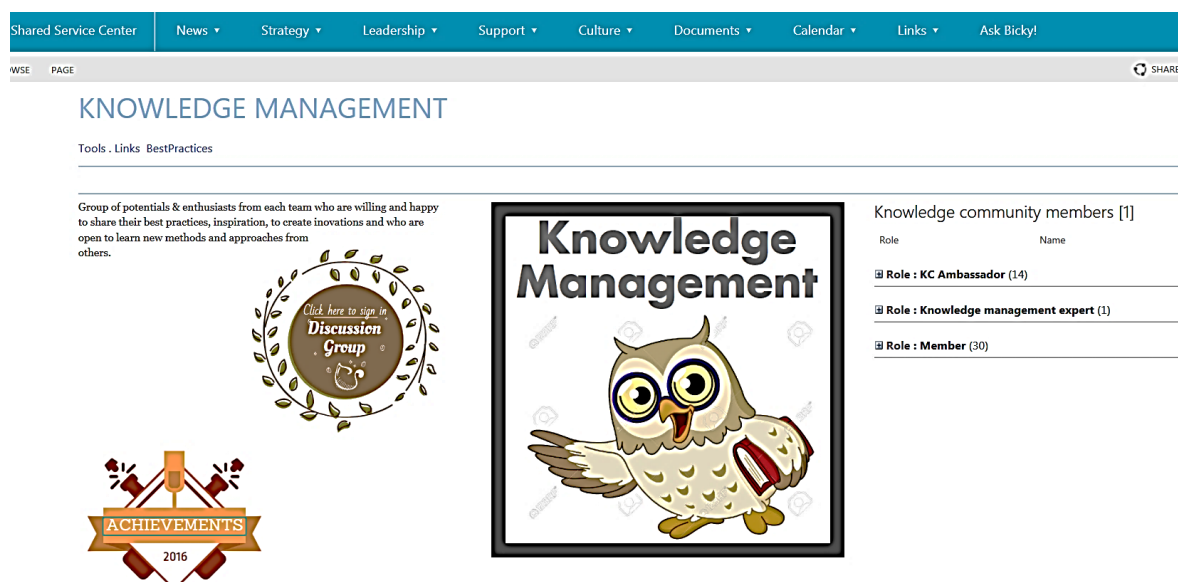 Shared Service Center News Strategy Leadership Support Culture Documents Calendar Links Ask Bicky!
WSE PAGE SHARE
KNOWLEDGE MANAGEMENT
Tools . Links BestPractices
Group of potentials & enthusiasts from each team who are willing and happy
to share their best practices, inspiration, to create inovations and who are
open to learn new methods and approaches from
others.
Click here to sign in
Discussion
Group
ACHIEVEMENTS
2016
Knowledge
Management
Knowledge community members [1]
Role Name
Role : KC Ambassador (14)
Role : Knowledge management expert (1)
Role : Member (30)